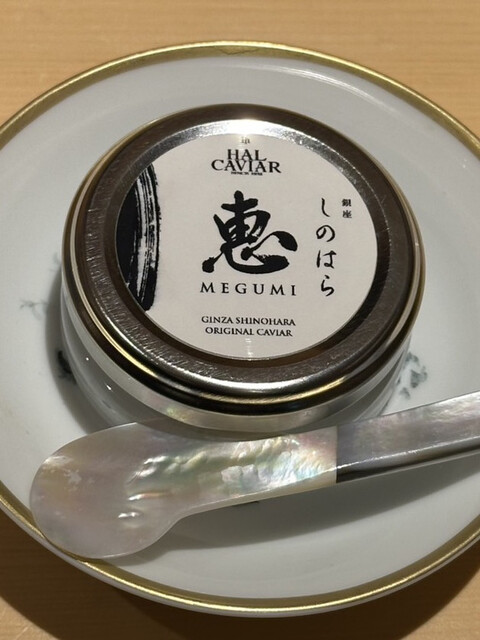 HAL
CAVIAR
恵
MEGUMI
銀座
しのはら
GINZA SHINOHARA
ORIGINAL CAVIAR